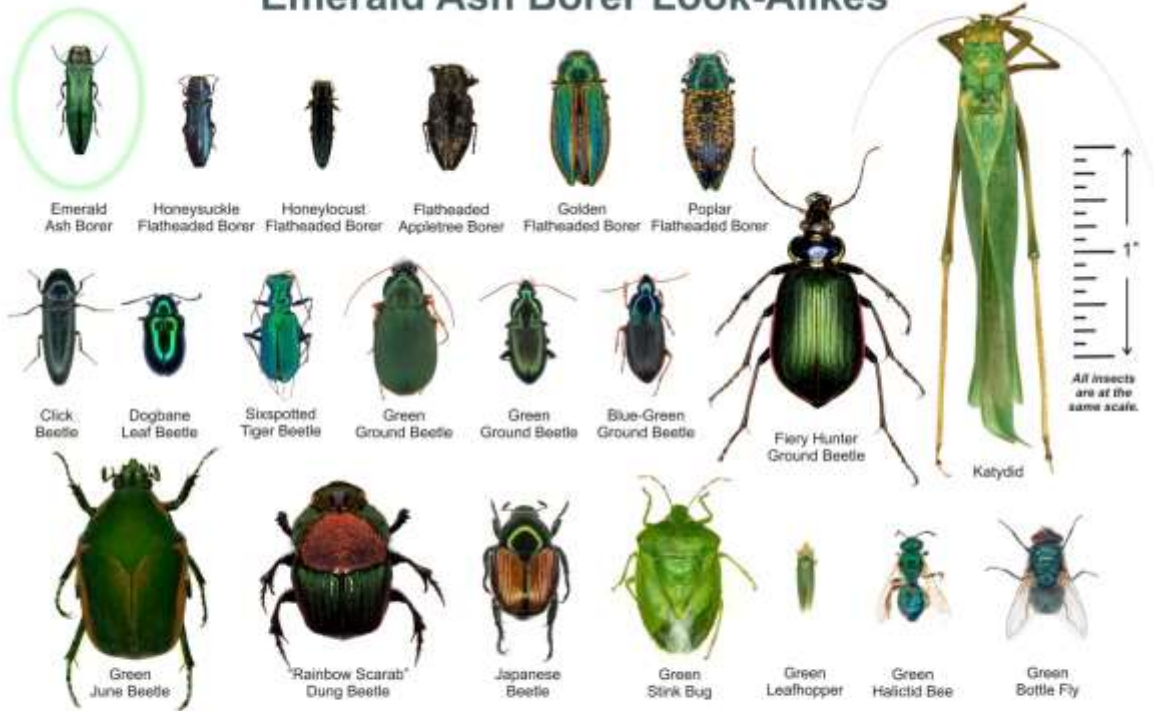 Emerald Ash Borer Look-Alikes
Emerald
Ash Borer
Honeysuckle
Flatheaded Borer
Honeylocust
Flatheaded Borer
Flatheaded
Appletree Borer
Golden
Flatheaded Borer
Poplar
Flatheaded Borer
1"
All insects
are at the
same scale.
Click
Beetle
Dogbane
Leaf Beetle
Sixspotted
Tiger Beetle
Green
Ground Beetle
Green
Ground Beetle
Blue-Green
Ground Beetle
Fiery Hunter
Ground Beetle
Katydid
Green
June Beetle
"Rainbow Scarab"
Dung Beetle
Japanese
Beetle
Green
Stink Bug
Green
Leafhopper
Green
Halictid Bee
Green
Bottle Fly